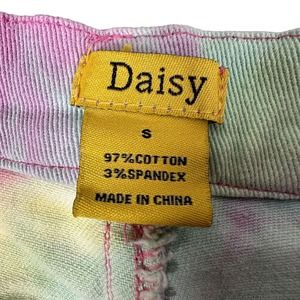 Daisy
S
97%COTTON
3%SPANDEX
MADE IN CHINA